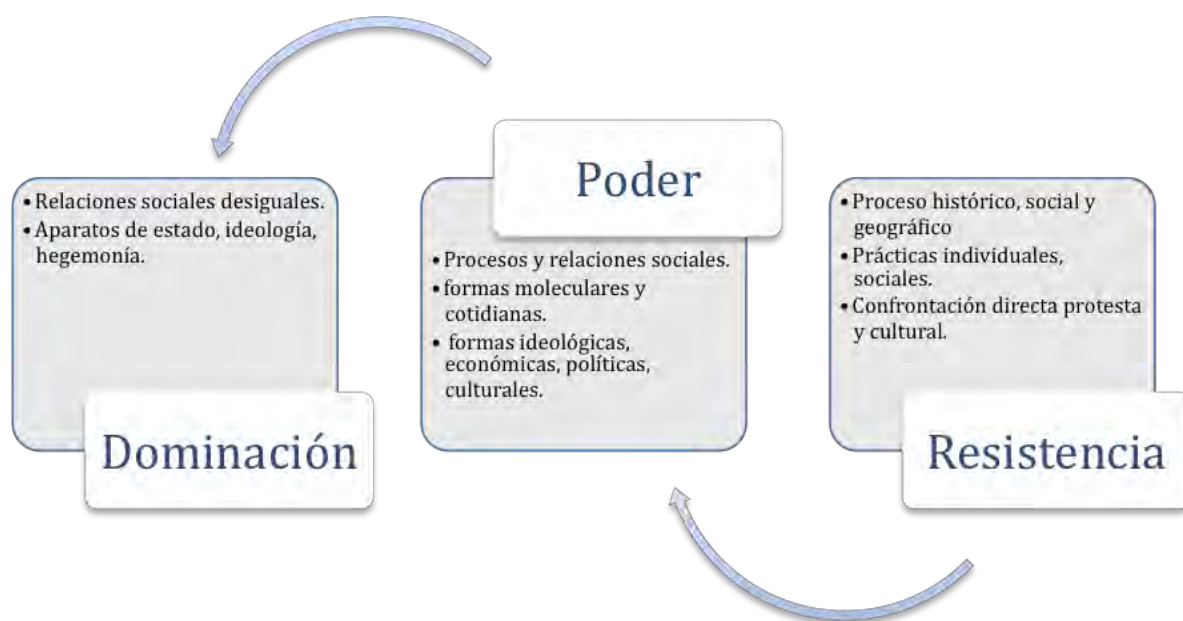 • Relaciones sociales desiguales.
• Aparatos de estado, ideología,
hegemonía.
Dominación
Poder
• Procesos y relaciones sociales.
• formas moleculares y
cotidianas.
• formas ideológicas,
económicas, políticas,
culturales.
• Proceso histórico, social y
geográfico
• Prácticas individuales,
sociales.
• Confrontación directa protesta
y cultural.
Resistencia